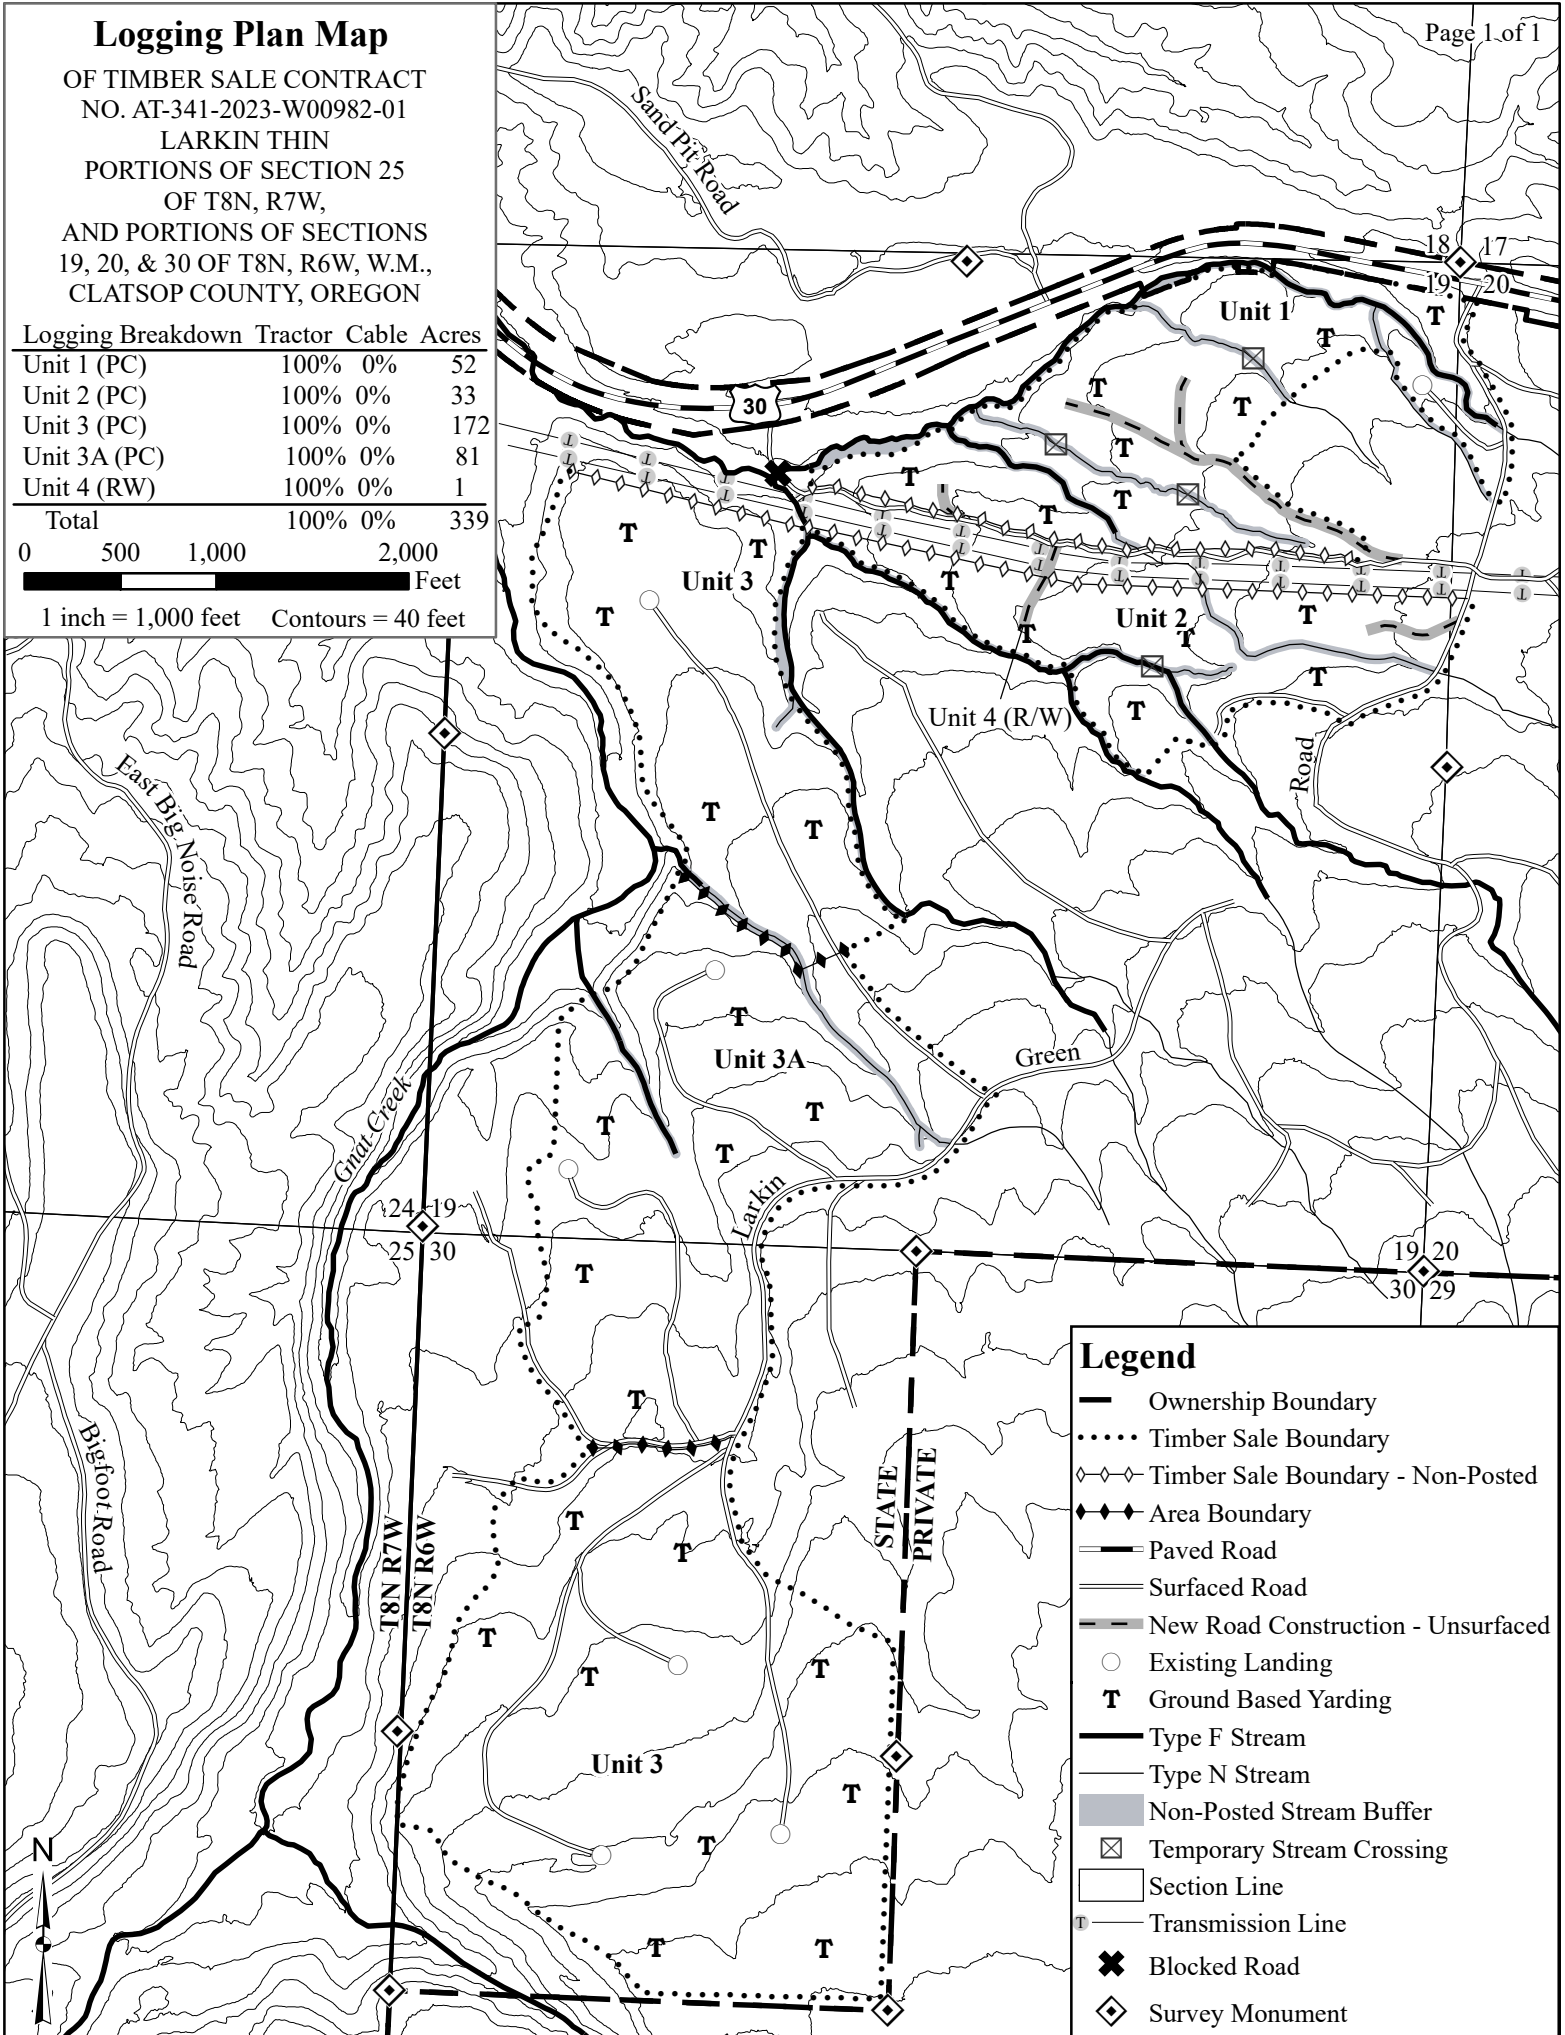 Logging Plan Map
OF TIMBER SALE CONTRACT
NO. AT-341-2023-W00982-01
LARKIN THIN
PORTIONS OF SECTION 25
OF T8N, R7W,
AND PORTIONS OF SECTIONS
19, 20, & 30 OF T8N, R6W, W.M.,
CLATSOP COUNTY, OREGON
Logging Breakdown Tractor Cable Acres
Unit 1 (PC) 100% 0% 52
Unit 2 (PC) 100% 0% 33
Unit 3 (PC) 100% 0% 172
Unit 3A (PC) 100% 0% 81
Unit 4 (RW) 100% 0% 1
Total 100% 0% 339
0 500 1,000 2,000
Feet
1 inch = 1,000 feet Contours = 40 feet
Page 1 of 1
Sand Pit Road
18 17
19 20
Unit 1
30
Unit 3
Unit 2
Unit 4 (R/W)
Road
East Big Noise Road
Unit 3A
Green
Gnat Creek
Larkin
24 19
25 30
19 20
30 29
Bigfoot Road
STATE
PRIVATE
T8N R7W
T8N R6W
Unit 3
N
Legend
Ownership Boundary
Timber Sale Boundary
Timber Sale Boundary - Non-Posted
Area Boundary
Paved Road
Surfaced Road
New Road Construction - Unsurfaced
Existing Landing
T Ground Based Yarding
Type F Stream
Type N Stream
Non-Posted Stream Buffer
Temporary Stream Crossing
Section Line
T Transmission Line
Blocked Road
Survey Monument